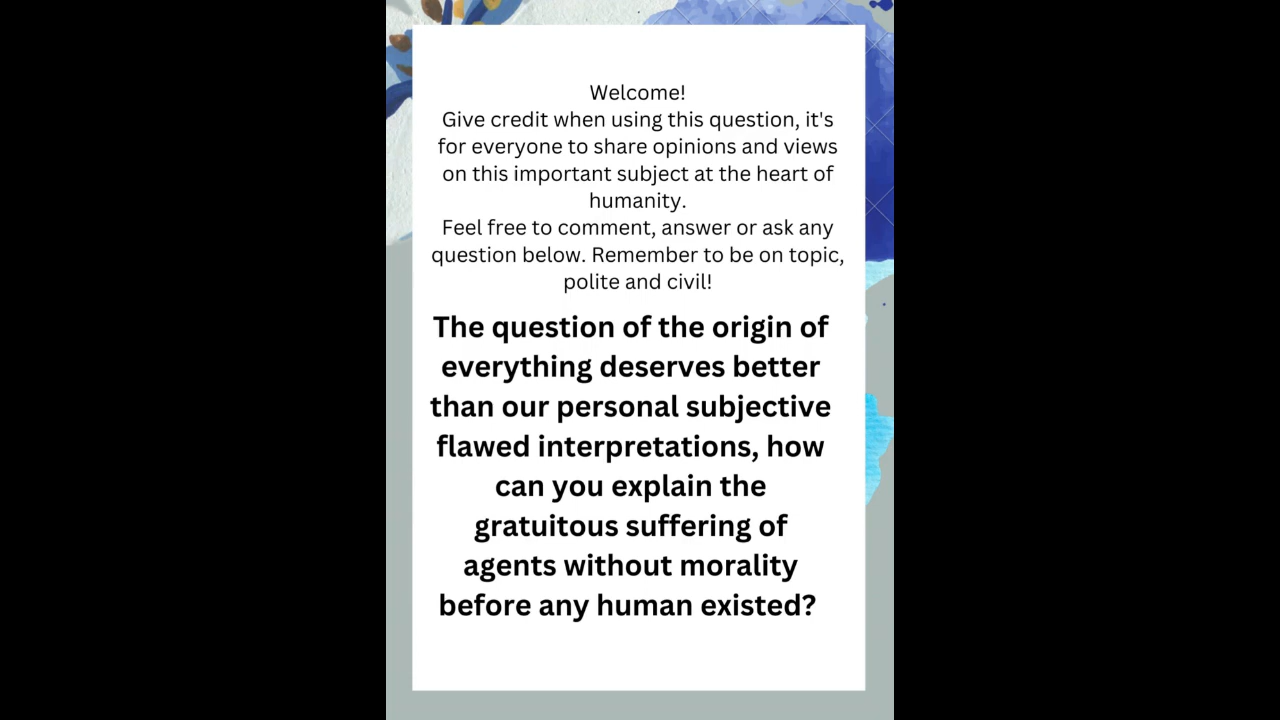 Welcome!
Give credit when using this question, it's
for everyone to share opinions and views
on this important subject at the heart of
humanity.
Feel free to comment, answer or ask any
question below. Remember to be on topic,
polite and civil!
The question of the origin of
everything deserves better
than our personal subjective
flawed interpretations, how
can you explain the
gratuitous suffering of
agents without morality
before any human existed?